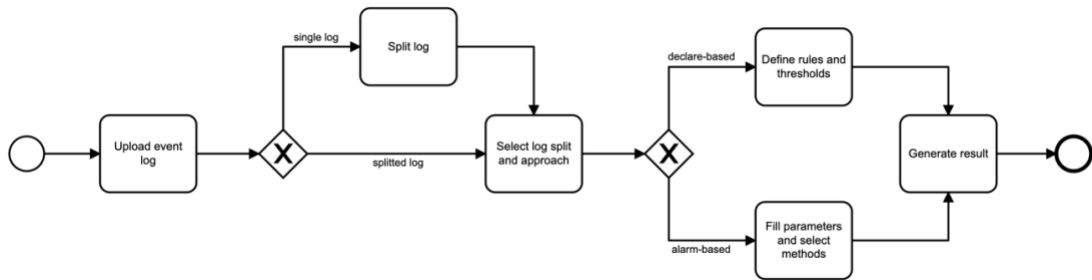 single log
Split log
declare-based
Define rules and
thresholds
Upload event
log
X
splitted log
Select log split
and approach
X
Generate result
alarm-based
Fill parameters
and select
methods